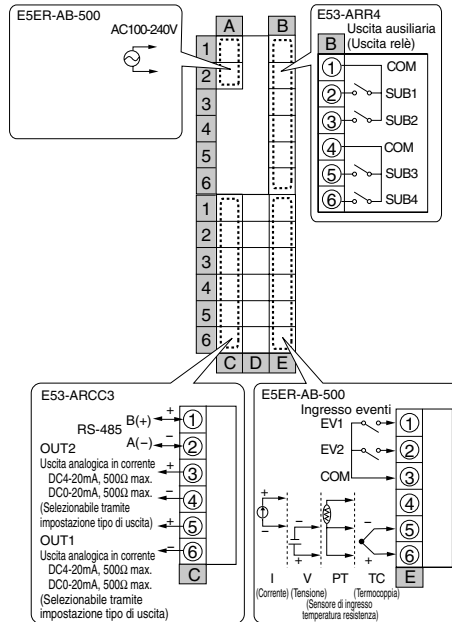 E5ER-AB-500
AC100-240V
A
B
1
2
3
4
5
6
1
2
3
4
5
6
C D E
E53-ARR4
Uscita ausiliaria
(Uscita relè)
B
1 COM
2 SUB1
3 SUB2
4 COM
5 SUB3
6 SUB4
E53-ARCC3
RS-485
B(+) + 1
A(−) − 2
OUT2
Uscita analogica in corrente
DC4-20mA, 500Ω max.
DC0-20mA, 500Ω max.
(Selezionabile tramite
impostazione tipo di uscita)
+ 3
− 4
OUT1
Uscita analogica in corrente
DC4-20mA, 500Ω max.
DC0-20mA, 500Ω max.
(Selezionabile tramite
impostazione tipo di uscita)
+ 5
− 6
C
E5ER-AB-500
Ingresso eventi
EV1 1
EV2 2
COM 3
4
5
6
E
+ − − + − +
I V PT TC
(Corrente) (Tensione) (Termocoppia)
(Sensore di ingresso
temperatura resistenza)